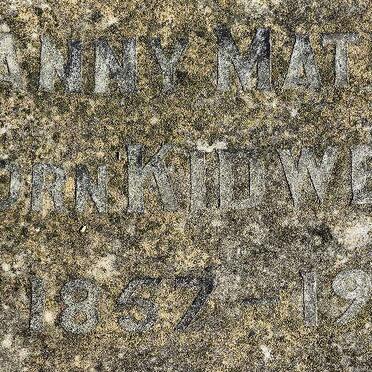 ANNY MAT
ORN KIDWE
1857-19